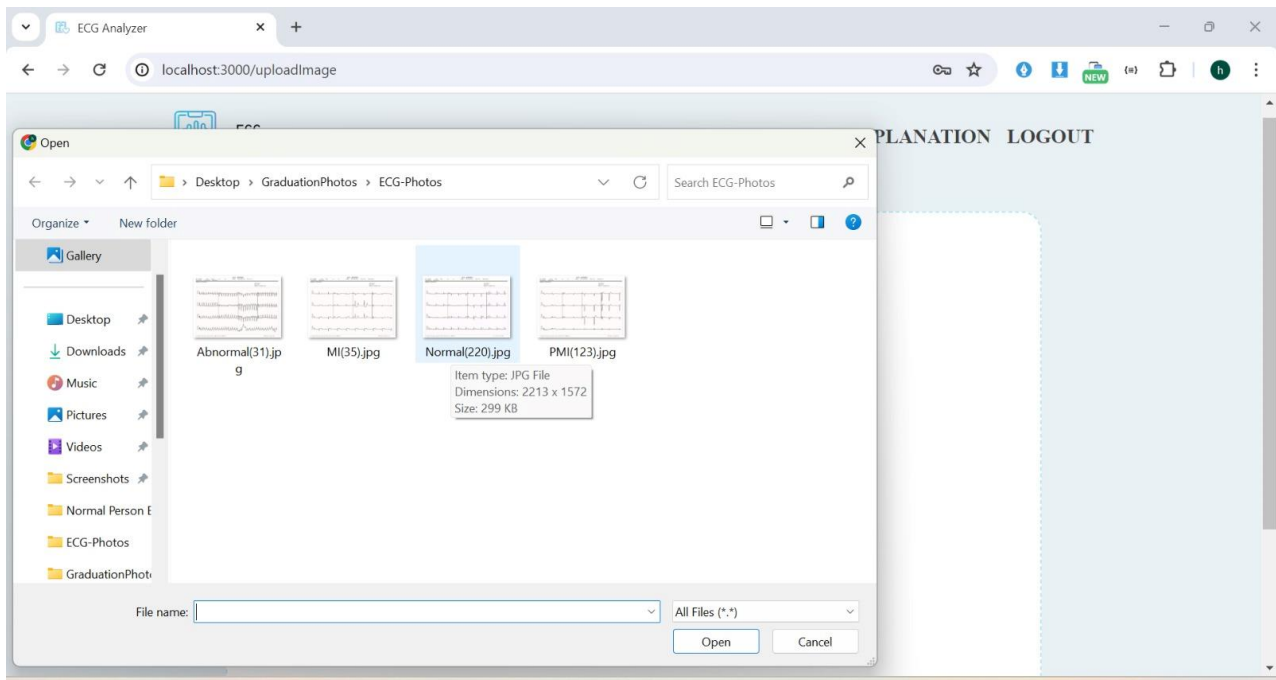 ECG Analyzer
localhost:3000/uploadImage
NEW
h
ECG
PLANATION LOGOUT
Open
Desktop > GraduationPhotos > ECG-Photos
Search ECG-Photos
Organize
New folder
Gallery
Desktop
Downloads
Music
Pictures
Videos
Screenshots
Normal Person E
ECG-Photos
GraduationPhoto
Abnormal(31).jp
g
MI(35).jpg
Normal(220).jpg
PMI(123).jpg
Item type: JPG File
Dimensions: 2213 x 1572
Size: 299 KB
File name:
All Files (*.*)
Open
Cancel